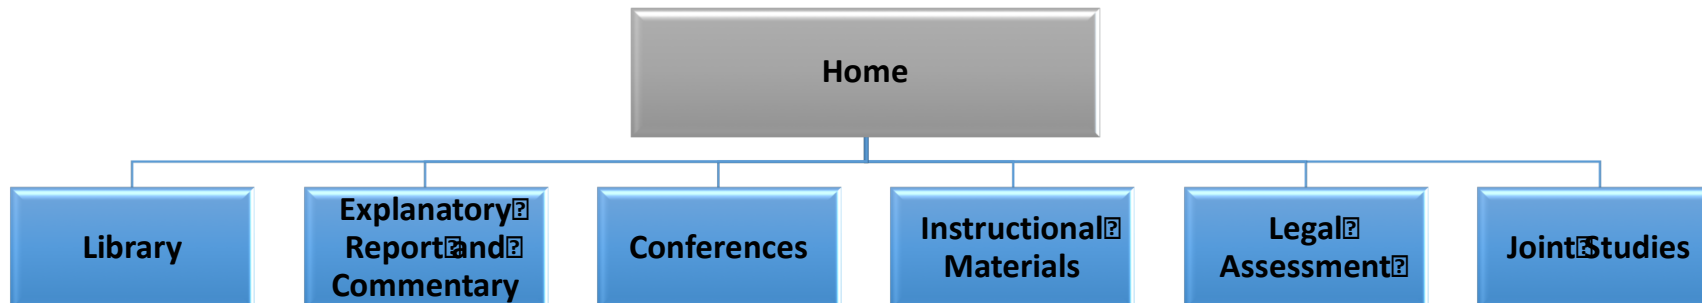 Home
Library
Explanatory
Report and
Commentary
Conferences
Instructional
Materials
Legal
Assessment
Joint Studies